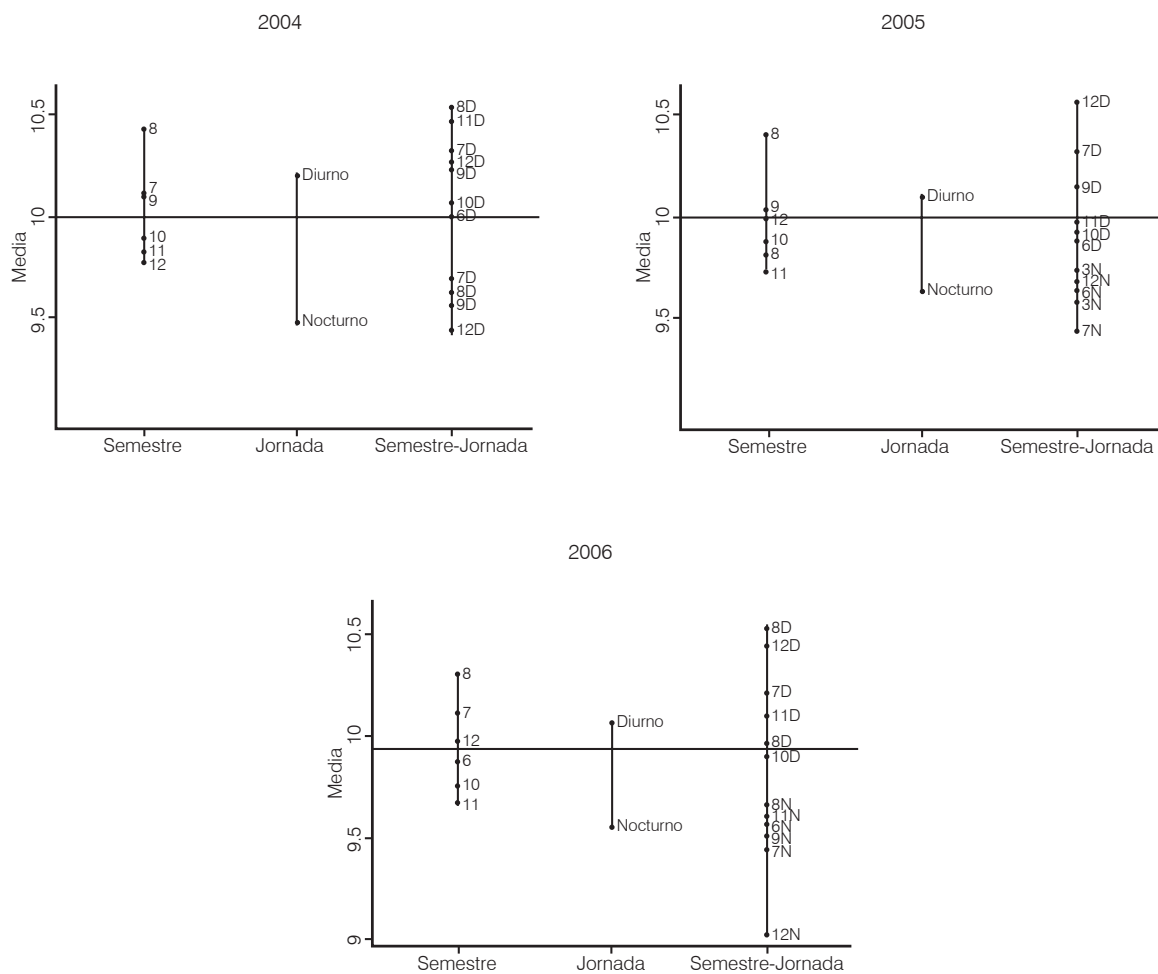 2004
10.5
10
9.5
Media
8
7
9
10
11
12
Diurno
Nocturno
8D
11D
7D
12D
9D
10D
6D
7D
8D
9D
12D
Semestre
Jornada
Semestre-Jornada
2005
10.5
10
9.5
Media
8
9
12
10
8
11
Diurno
Nocturno
12D
7D
9D
11D
10D
6D
3N
12N
6N
3N
7N
Semestre
Jornada
Semestre-Jornada
2006
10.5
10
9.5
9
Media
8
7
12
6
10
11
Diurno
Nocturno
8D
12D
7D
11D
8D
10D
8N
11N
6N
9N
7N
12N
Semestre
Jornada
Semestre-Jornada